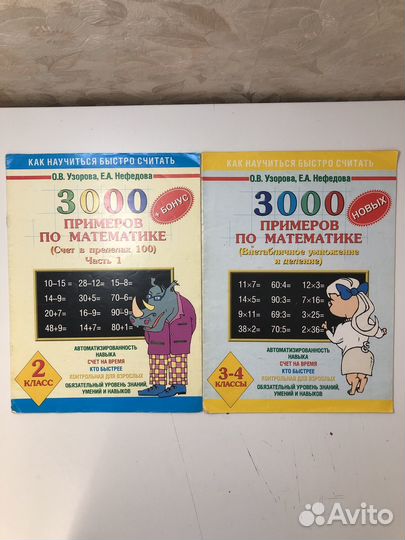 КАК НАУЧИТЬСЯ БЫСТРО СЧИТАТЬ
О.В. Узорова, Е.А. Нефедова
3000
+ БОНУС
ПРИМЕРОВ
ПО МАТЕМАТИКЕ
(Счет в пределах 100)
Часть 1
10–15= 28–12= 15–8=
14–9= 30+5= 70–6=
20+7= 16–9= 90–9=
48+9= 14+7= 80+1=
АВТОМАТИЗИРОВАННОСТЬ
НАВЫКА
СЧЕТ НА ВРЕМЯ
КТО БЫСТРЕЕ
КОНТРОЛЬНАЯ ДЛЯ ВЗРОСЛЫХ
ОБЯЗАТЕЛЬНЫЙ УРОВЕНЬ ЗНАНИЙ,
УМЕНИЙ И НАВЫКОВ
2
КЛАСС
КАК НАУЧИТЬСЯ БЫСТРО СЧИТАТЬ
О.В. Узорова, Е.А. Нефедова
3000
НОВЫХ
ПРИМЕРОВ
ПО МАТЕМАТИКЕ
(Внетабличное умножение
и деление)
11×7= 60:4= 12×3=
14×5= 90:3= 7×16=
9×11= 69:3= 3×25=
38×2= 70:5= 2×36=
АВТОМАТИЗИРОВАННОСТЬ
НАВЫКА
СЧЕТ НА ВРЕМЯ
КТО БЫСТРЕЕ
КОНТРОЛЬНАЯ ДЛЯ ВЗРОСЛЫХ
ОБЯЗАТЕЛЬНЫЙ УРОВЕНЬ ЗНАНИЙ,
УМЕНИЙ И НАВЫКОВ
3-4
КЛАССЫ
Avito